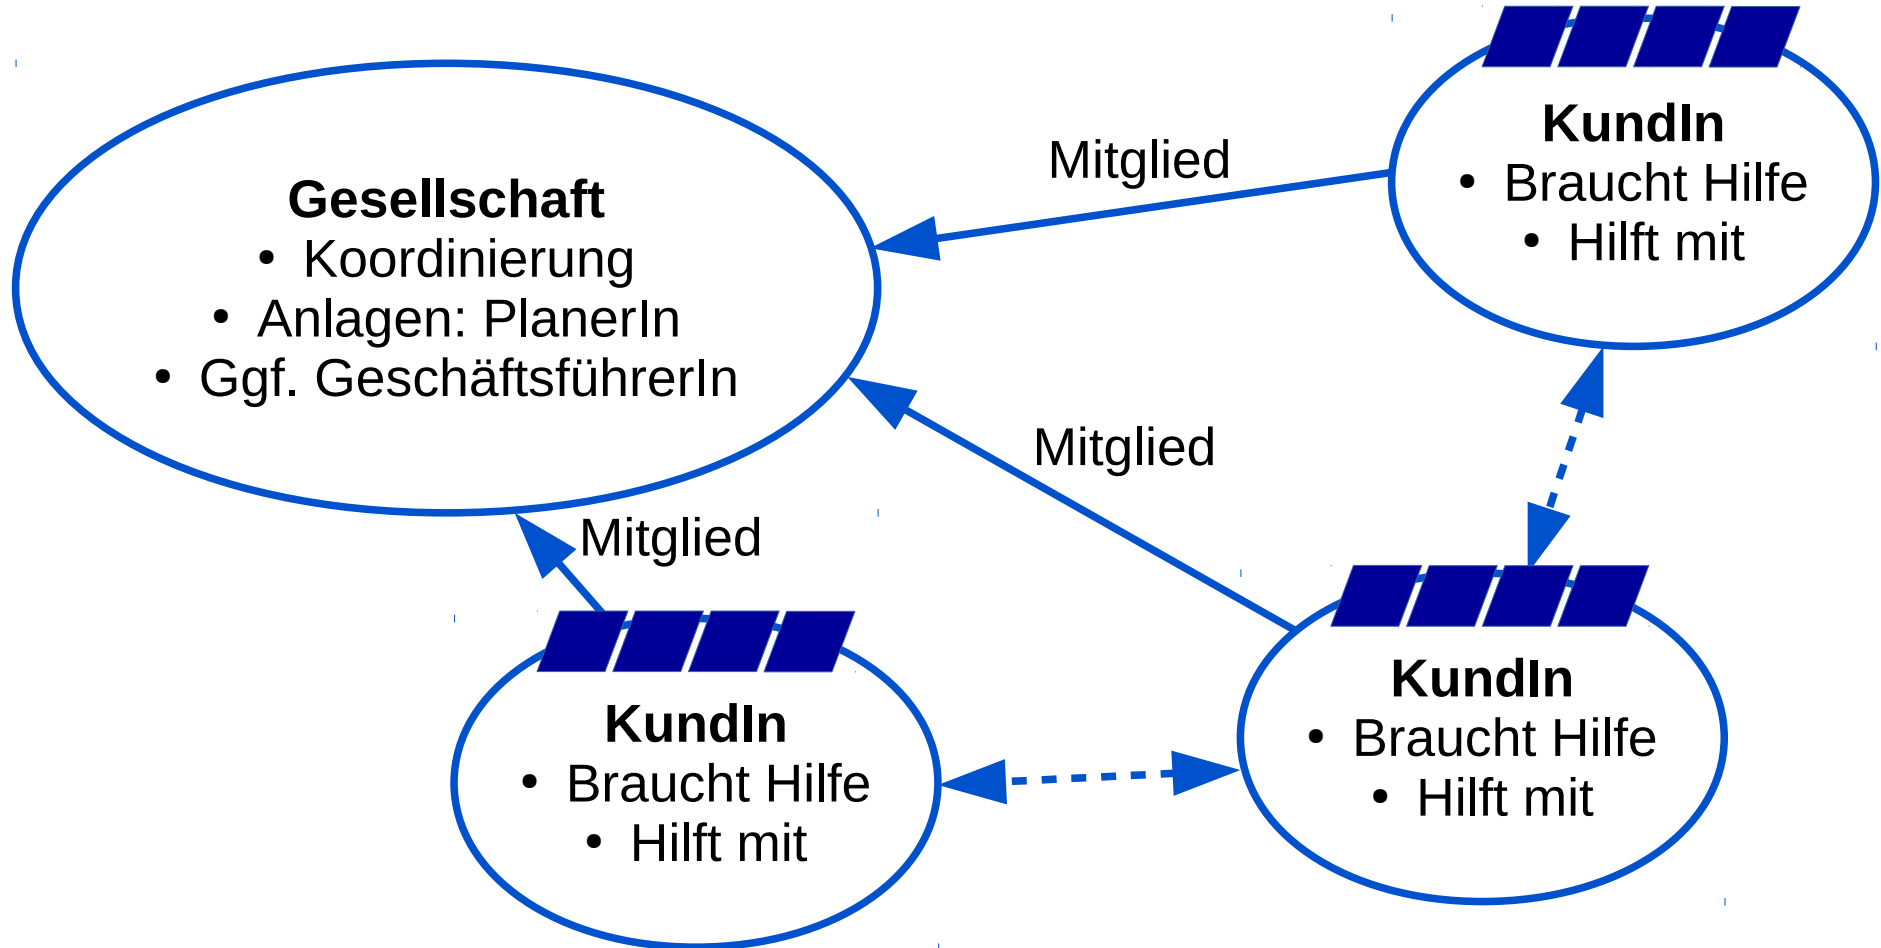 Gesellschaft
• Koordinierung
• Anlagen: PlanerIn
• Ggf. GeschäftsführerIn
Mitglied
KundIn
• Braucht Hilfe
• Hilft mit
Mitglied
Mitglied
KundIn
• Braucht Hilfe
• Hilft mit
KundIn
• Braucht Hilfe
• Hilft mit